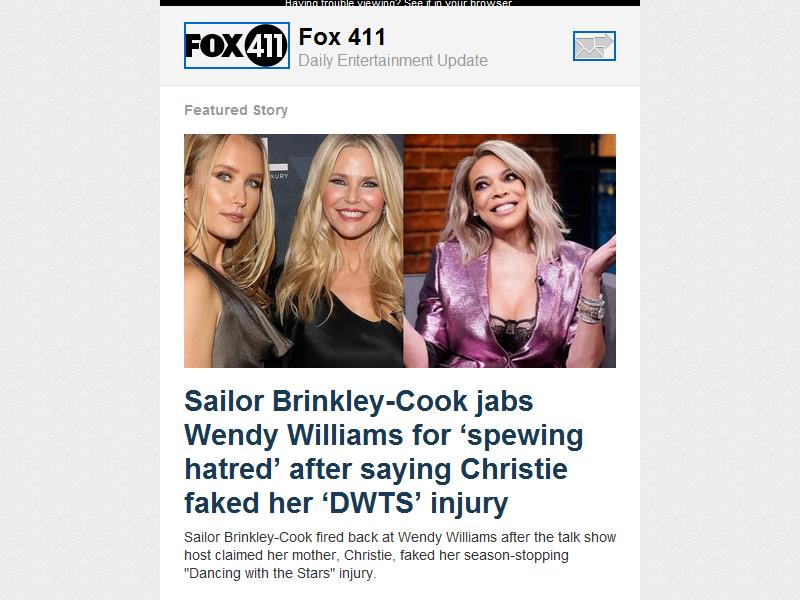 Having trouble viewing? See it in your browser
FOX 411
Fox 411
Daily Entertainment Update
Featured Story
XURY
Sailor Brinkley-Cook jabs
Wendy Williams for ‘spewing
hatred’ after saying Christie
faked her ‘DWTS’ injury
Sailor Brinkley-Cook fired back at Wendy Williams after the talk show
host claimed her mother, Christie, faked her season-stopping
"Dancing with the Stars" injury.